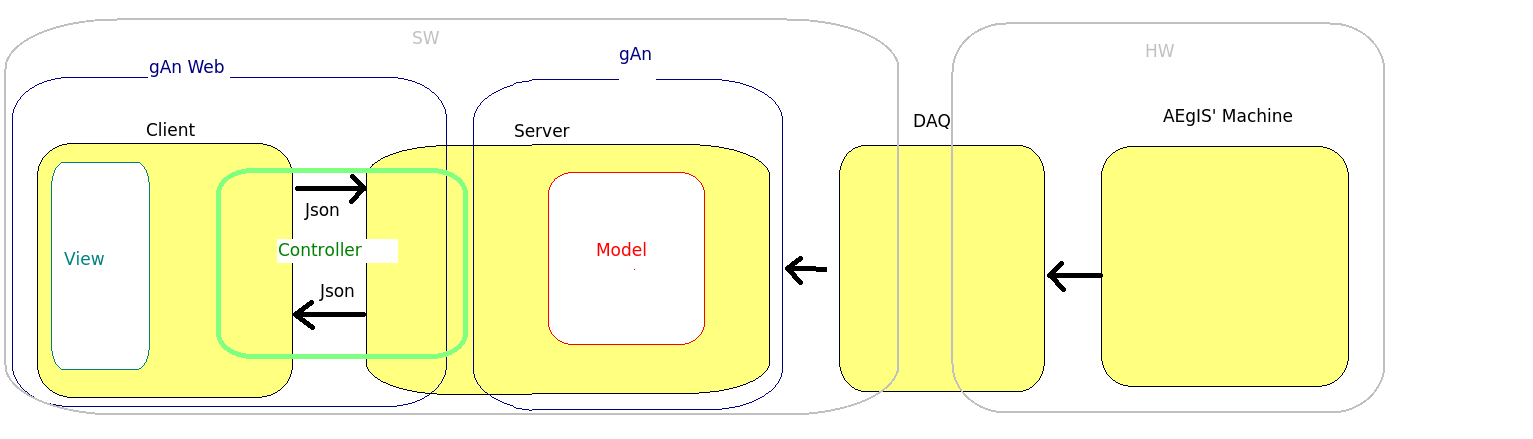 SW
HW
gAn
gAn Web
AEgIS' Machine
DAQ
Client
Server
Json
Controller
Model
View
Json